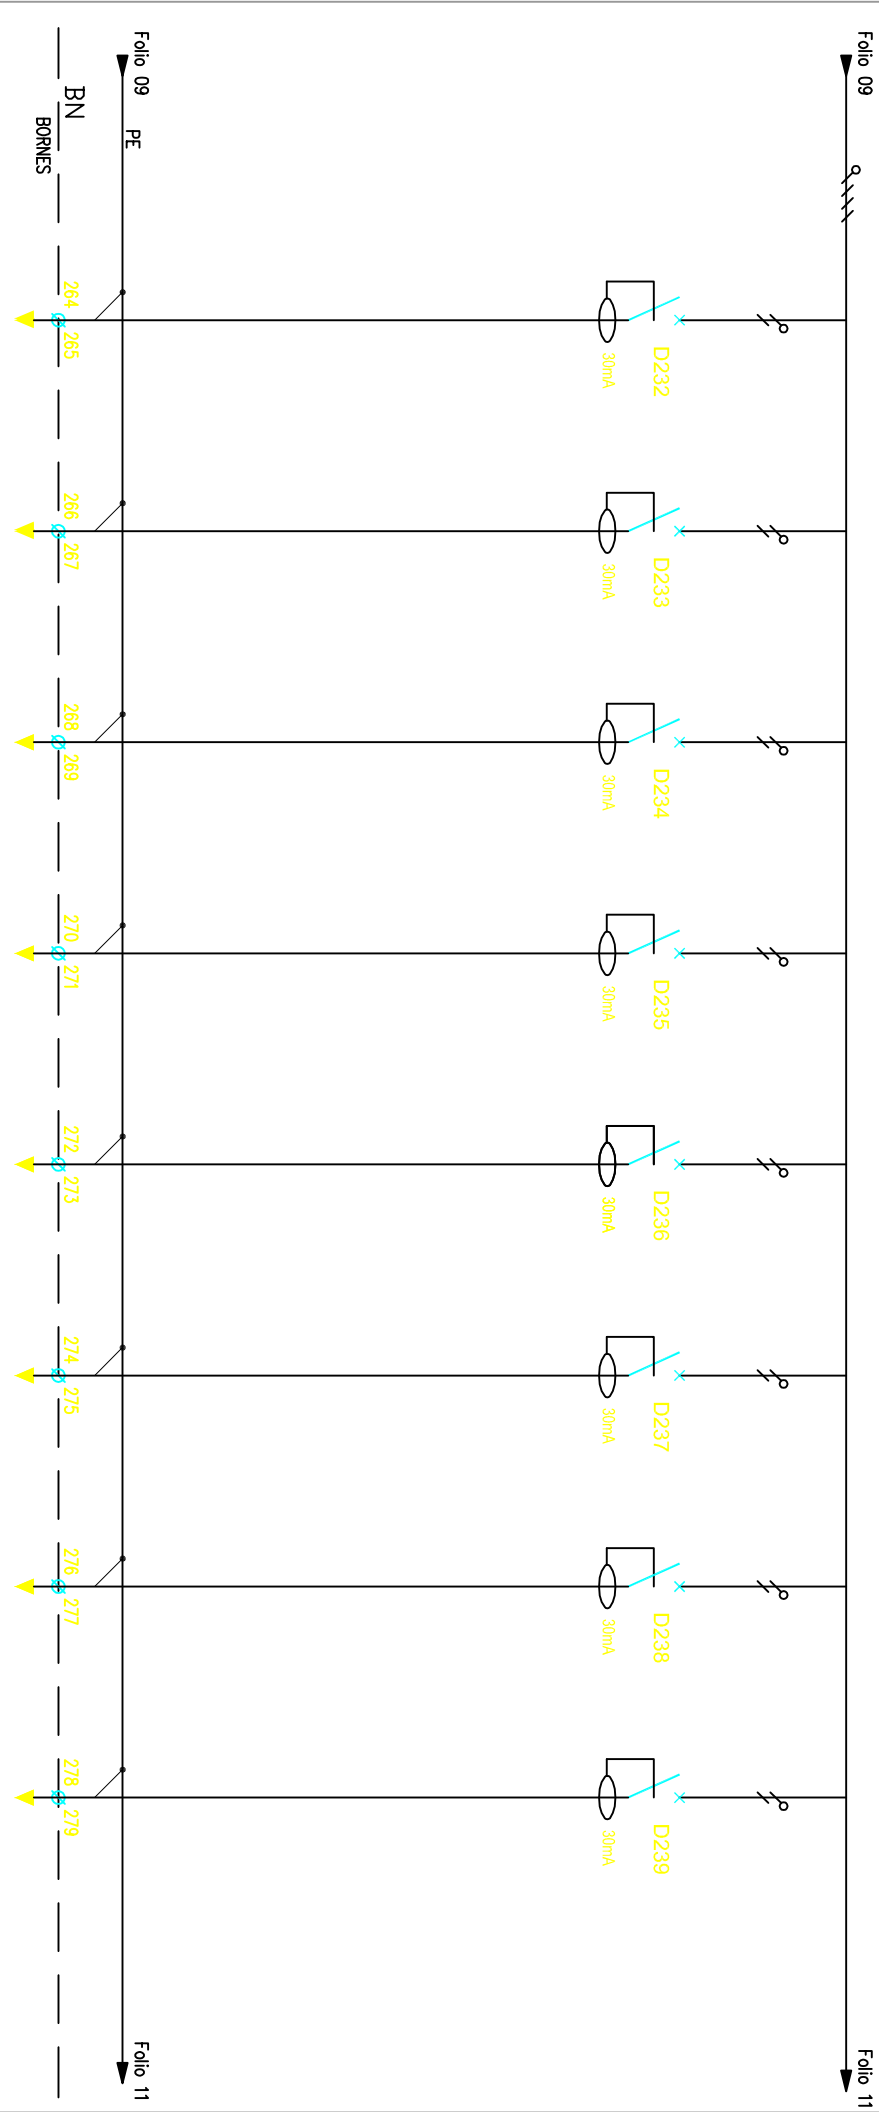 Folio 09
Folio 11
D232
30mA
D233
30mA
D234
30mA
D235
30mA
D236
30mA
D237
30mA
D238
30mA
D239
30mA
Folio 09
PE
Folio 11
BN
BORNES
264 265
266 267
268 269
270 271
272 273
274 275
276 277
278 279